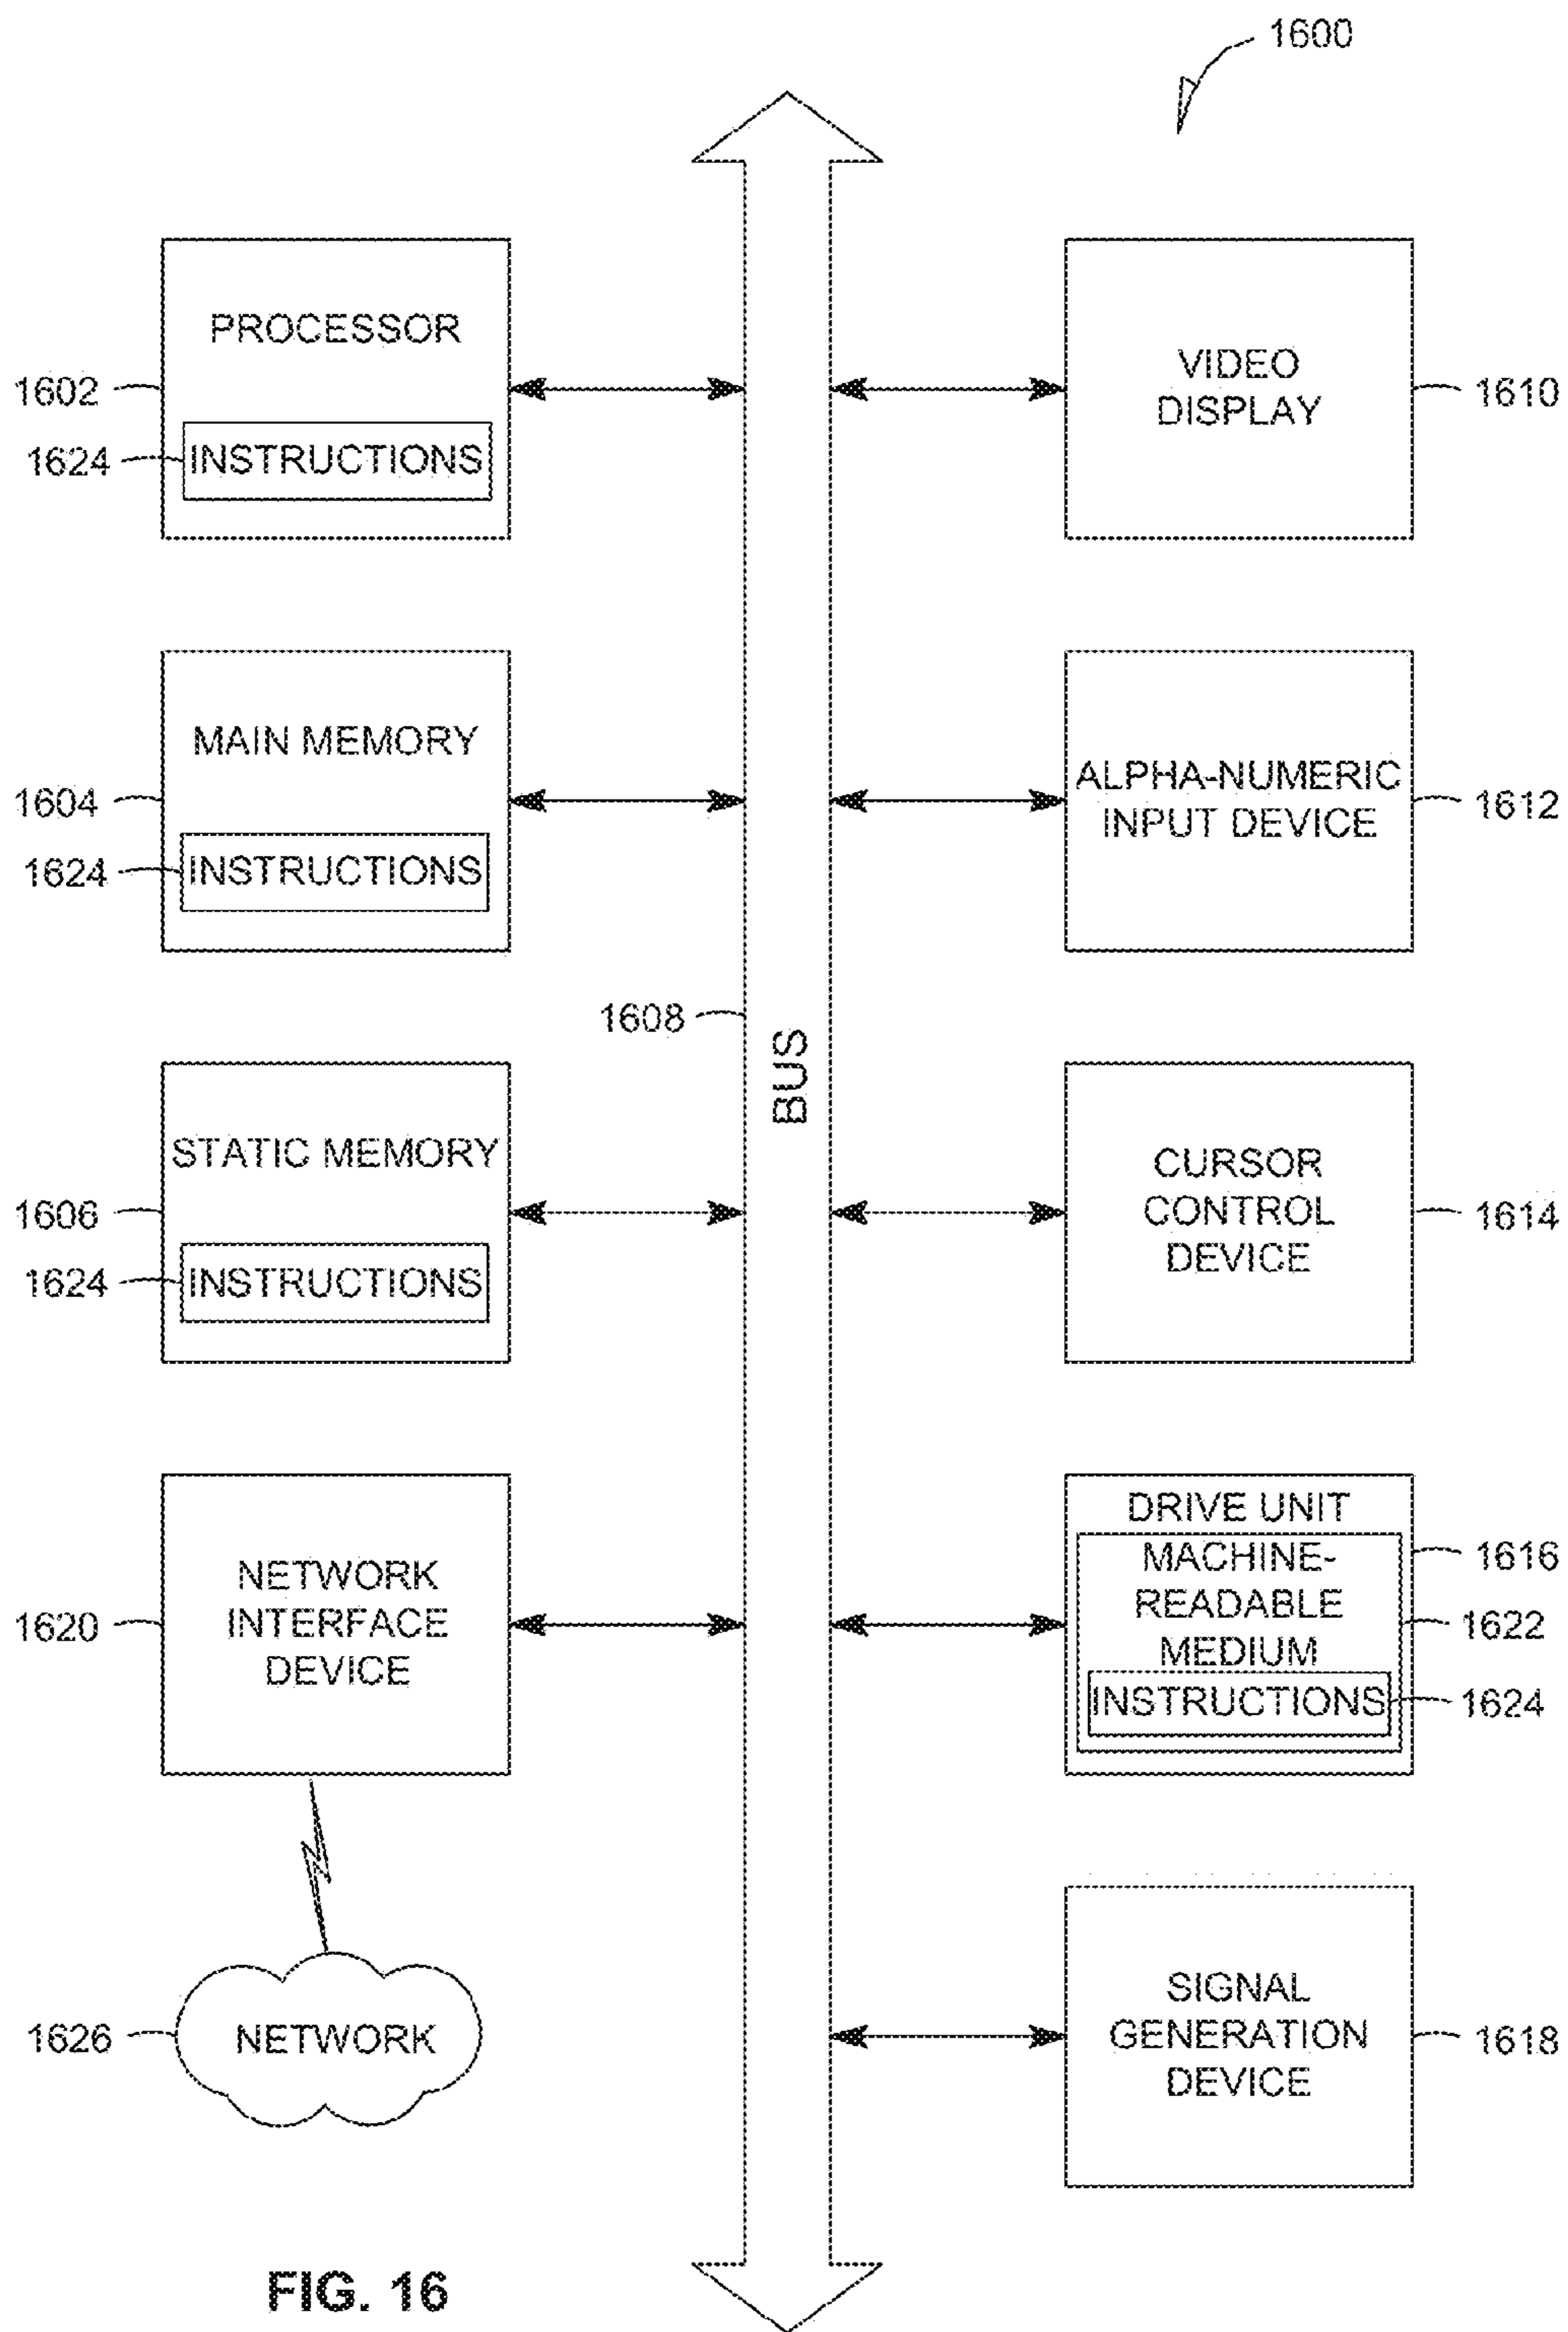 1600
PROCESSOR
1602
1624
INSTRUCTIONS
VIDEO
DISPLAY
1610
MAIN MEMORY
1604
1624
INSTRUCTIONS
ALPHA-NUMERIC
INPUT DEVICE
1612
1608
BUS
STATIC MEMORY
1606
1624
INSTRUCTIONS
CURSOR
CONTROL
DEVICE
1614
NETWORK
INTERFACE
DEVICE
1620
DRIVE UNIT
MACHINE-
READABLE
MEDIUM
INSTRUCTIONS
1616
1622
1624
1626
NETWORK
SIGNAL
GENERATION
DEVICE
1618
FIG. 16